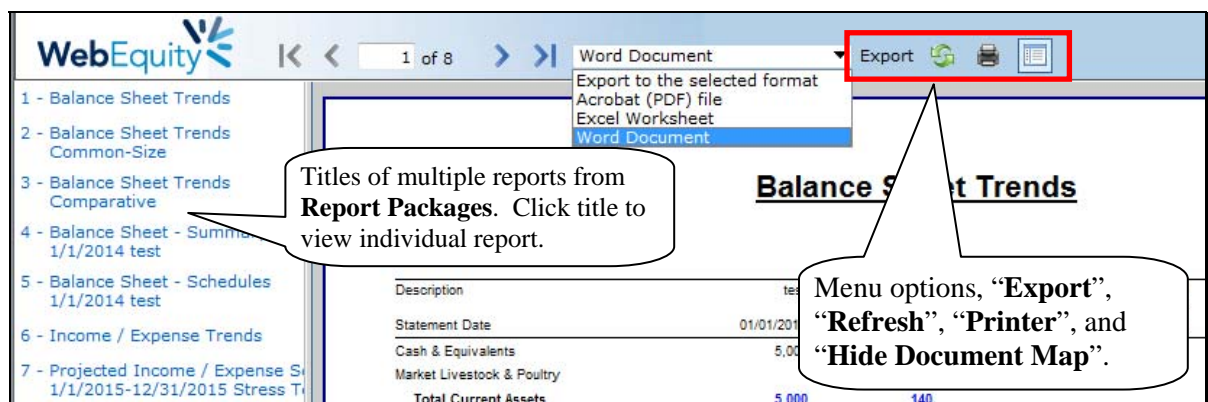 WebEquity
1 of 8
Word Document
Export
Export to the selected format
Acrobat (PDF) file
Excel Worksheet
Word Document
1 - Balance Sheet Trends
2 - Balance Sheet Trends
Common-Size
3 - Balance Sheet Trends
Comparative
4 - Balance Sheet - Summ
1/1/2014 test
5 - Balance Sheet - Schedules
1/1/2014 test
6 - Income / Expense Trends
7 - Projected Income / Expense S
1/1/2015-12/31/2015 Stress T
Titles of multiple reports from
Report Packages. Click title to
view individual report.
Balance S et Trends
Menu options, “Export”,
“Refresh”, “Printer”, and
“Hide Document Map”.
Description
Statement Date 01/01/201
Cash & Equivalents 5,00
Market Livestock & Poultry
Total Current Assets 5,000 140